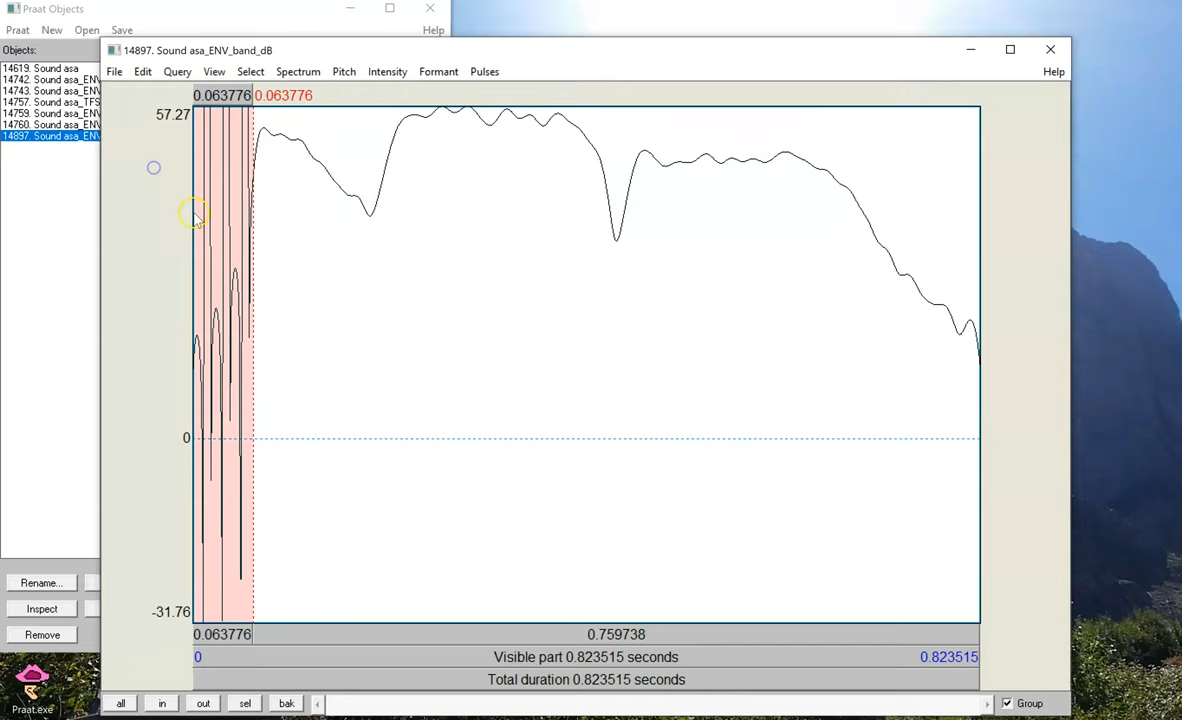 Praat Objects
Praat New Open Save Help
Objects:
14619. Sound asa
14742. Sound asa_ENV
14743. Sound asa_ENV
14757. Sound asa_TFS
14759. Sound asa_ENV
14760. Sound asa_ENV
14897. Sound asa_ENV
Rename...
Inspect
Remove
14897. Sound asa_ENV_band_dB
File Edit Query View Select Spectrum Pitch Intensity Formant Pulses Help
0.063776 0.063776
57.27
0
-31.76
0.063776 0.759738
0 Visible part 0.823515 seconds 0.823515
Total duration 0.823515 seconds
all in out sel bak Group
Praat.exe